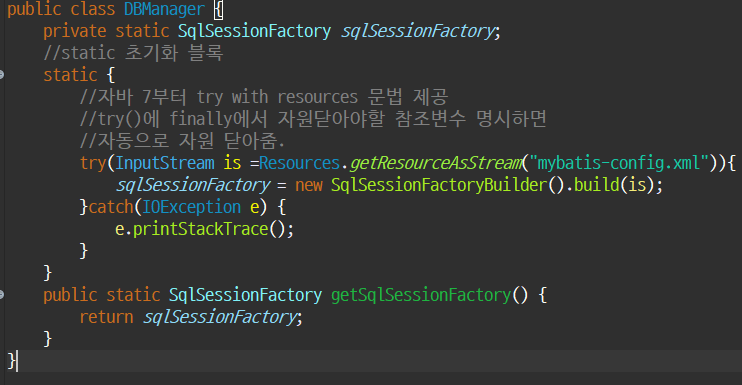 public class DBManager {
private static SqlSessionFactory sqlSessionFactory;
//static 초기화 블록
static {
//자바 7부터 try with resources 문법 제공
//try()에 finally에서 자원닫아야할 참조변수 명시하면
//자동으로 자원 닫아줌.
try(InputStream is =Resources.getResourceAsStream("mybatis-config.xml")){
sqlSessionFactory = new SqlSessionFactoryBuilder().build(is);
}catch(IOException e) {
e.printStackTrace();
}
}
public static SqlSessionFactory getSqlSessionFactory() {
return sqlSessionFactory;
}
}